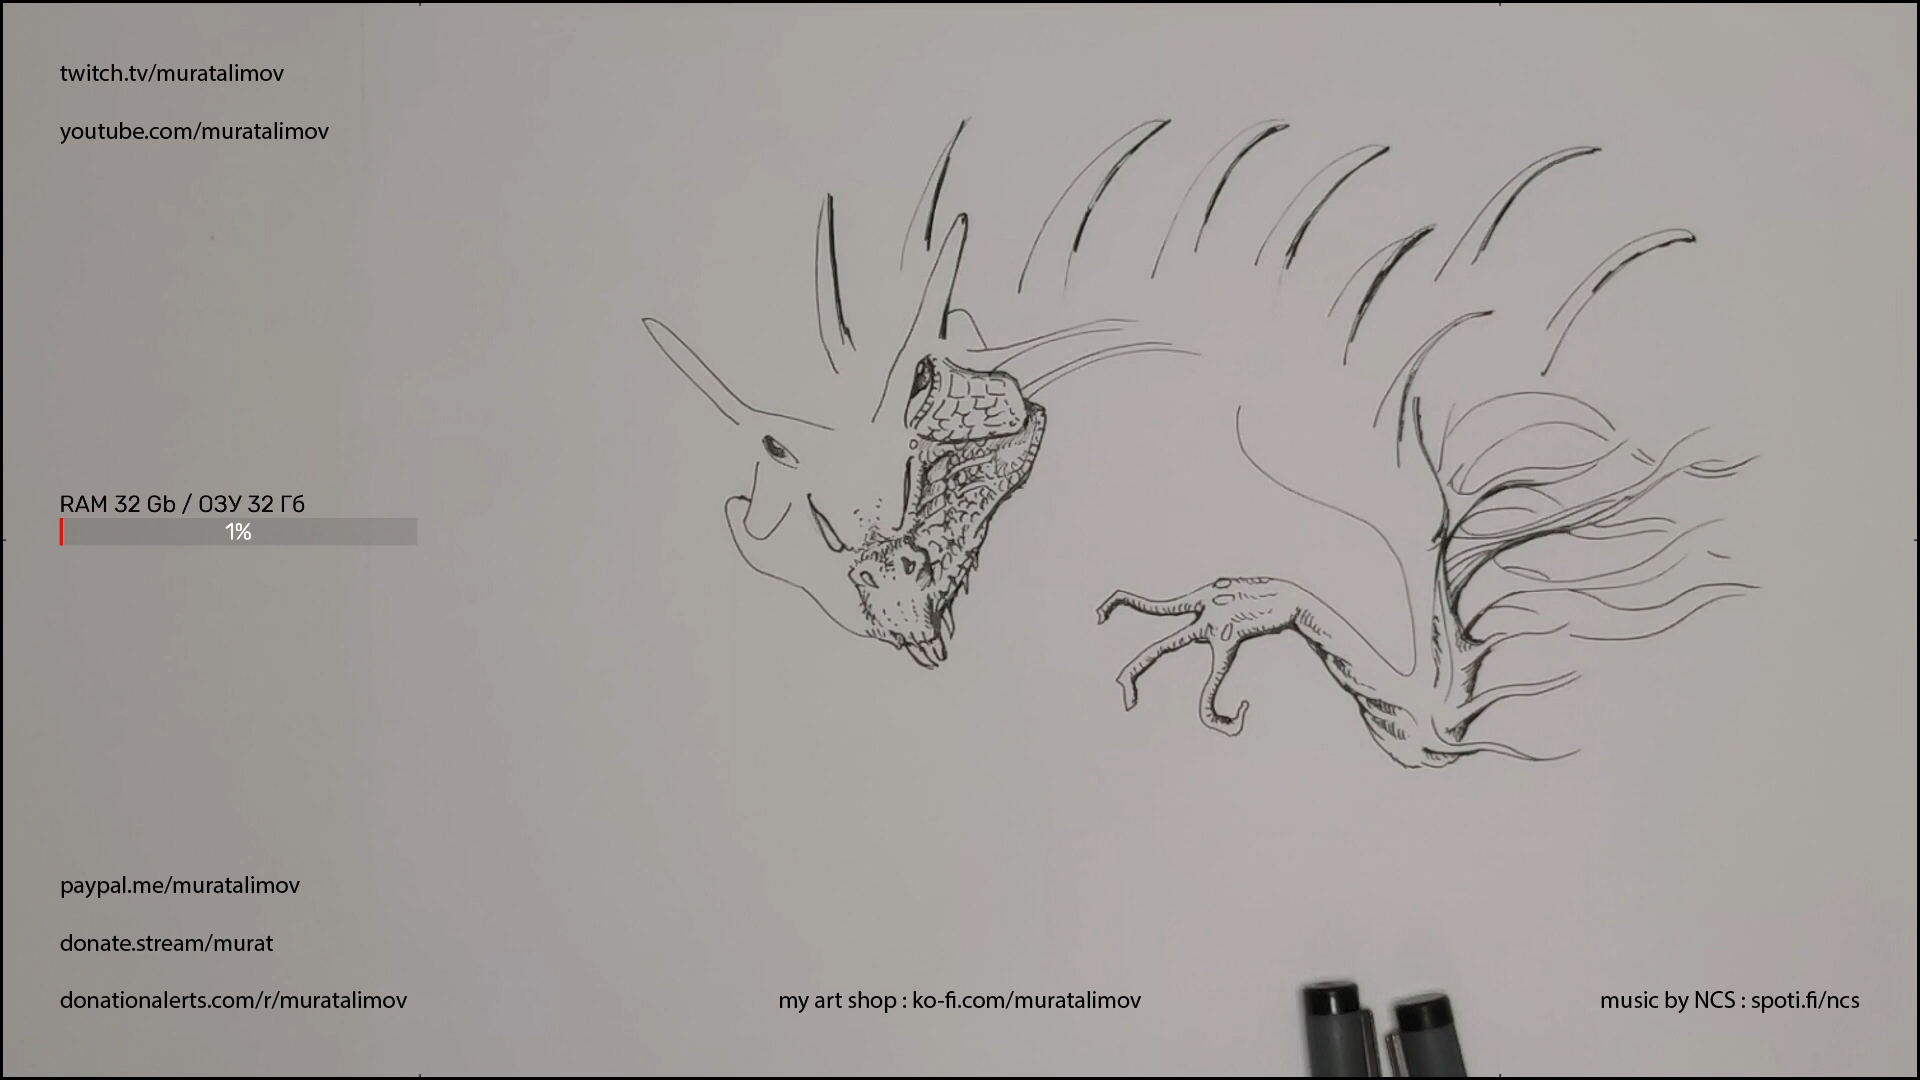 twitch.tv/muratalimov
youtube.com/muratalimov
RAM 32 Gb / ОЗУ 32 Гб
1%
paypal.me/muratalimov
donate.stream/murat
donationalerts.com/r/muratalimov
my art shop : ko-fi.com/muratalimov
music by NCS : spoti.fi/ncs